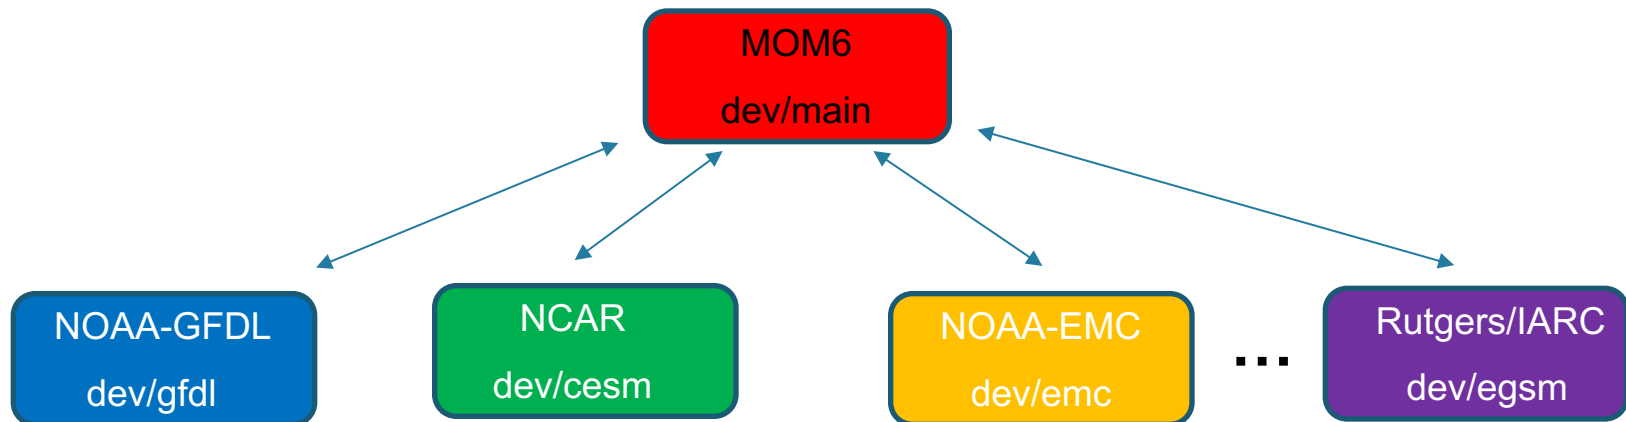 MOM6
dev/main
NOAA-GFDL
dev/gfdl
NCAR
dev/cesm
NOAA-EMC
dev/emc
...
Rutgers/IARC
dev/egsm